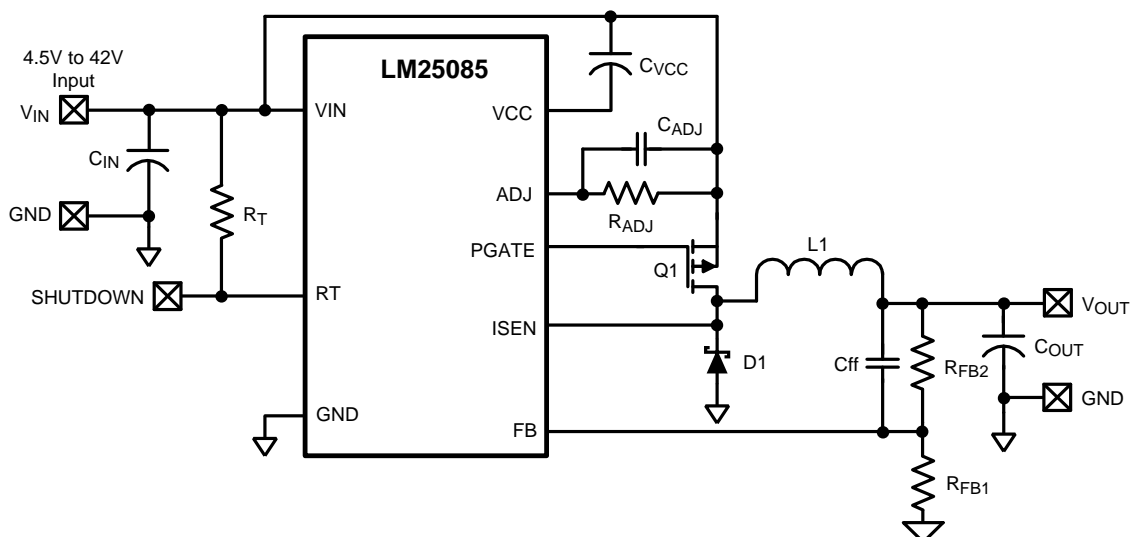 4.5V to 42V
Input
VIN
CIN
GND
RT
SHUTDOWN
LM25085
VIN
RT
GND
VCC
ADJ
PGATE
ISEN
FB
CVCC
CADJ
RADJ
Q1
L1
D1
Cff
RFB2
RFB1
VOUT
COUT
GND